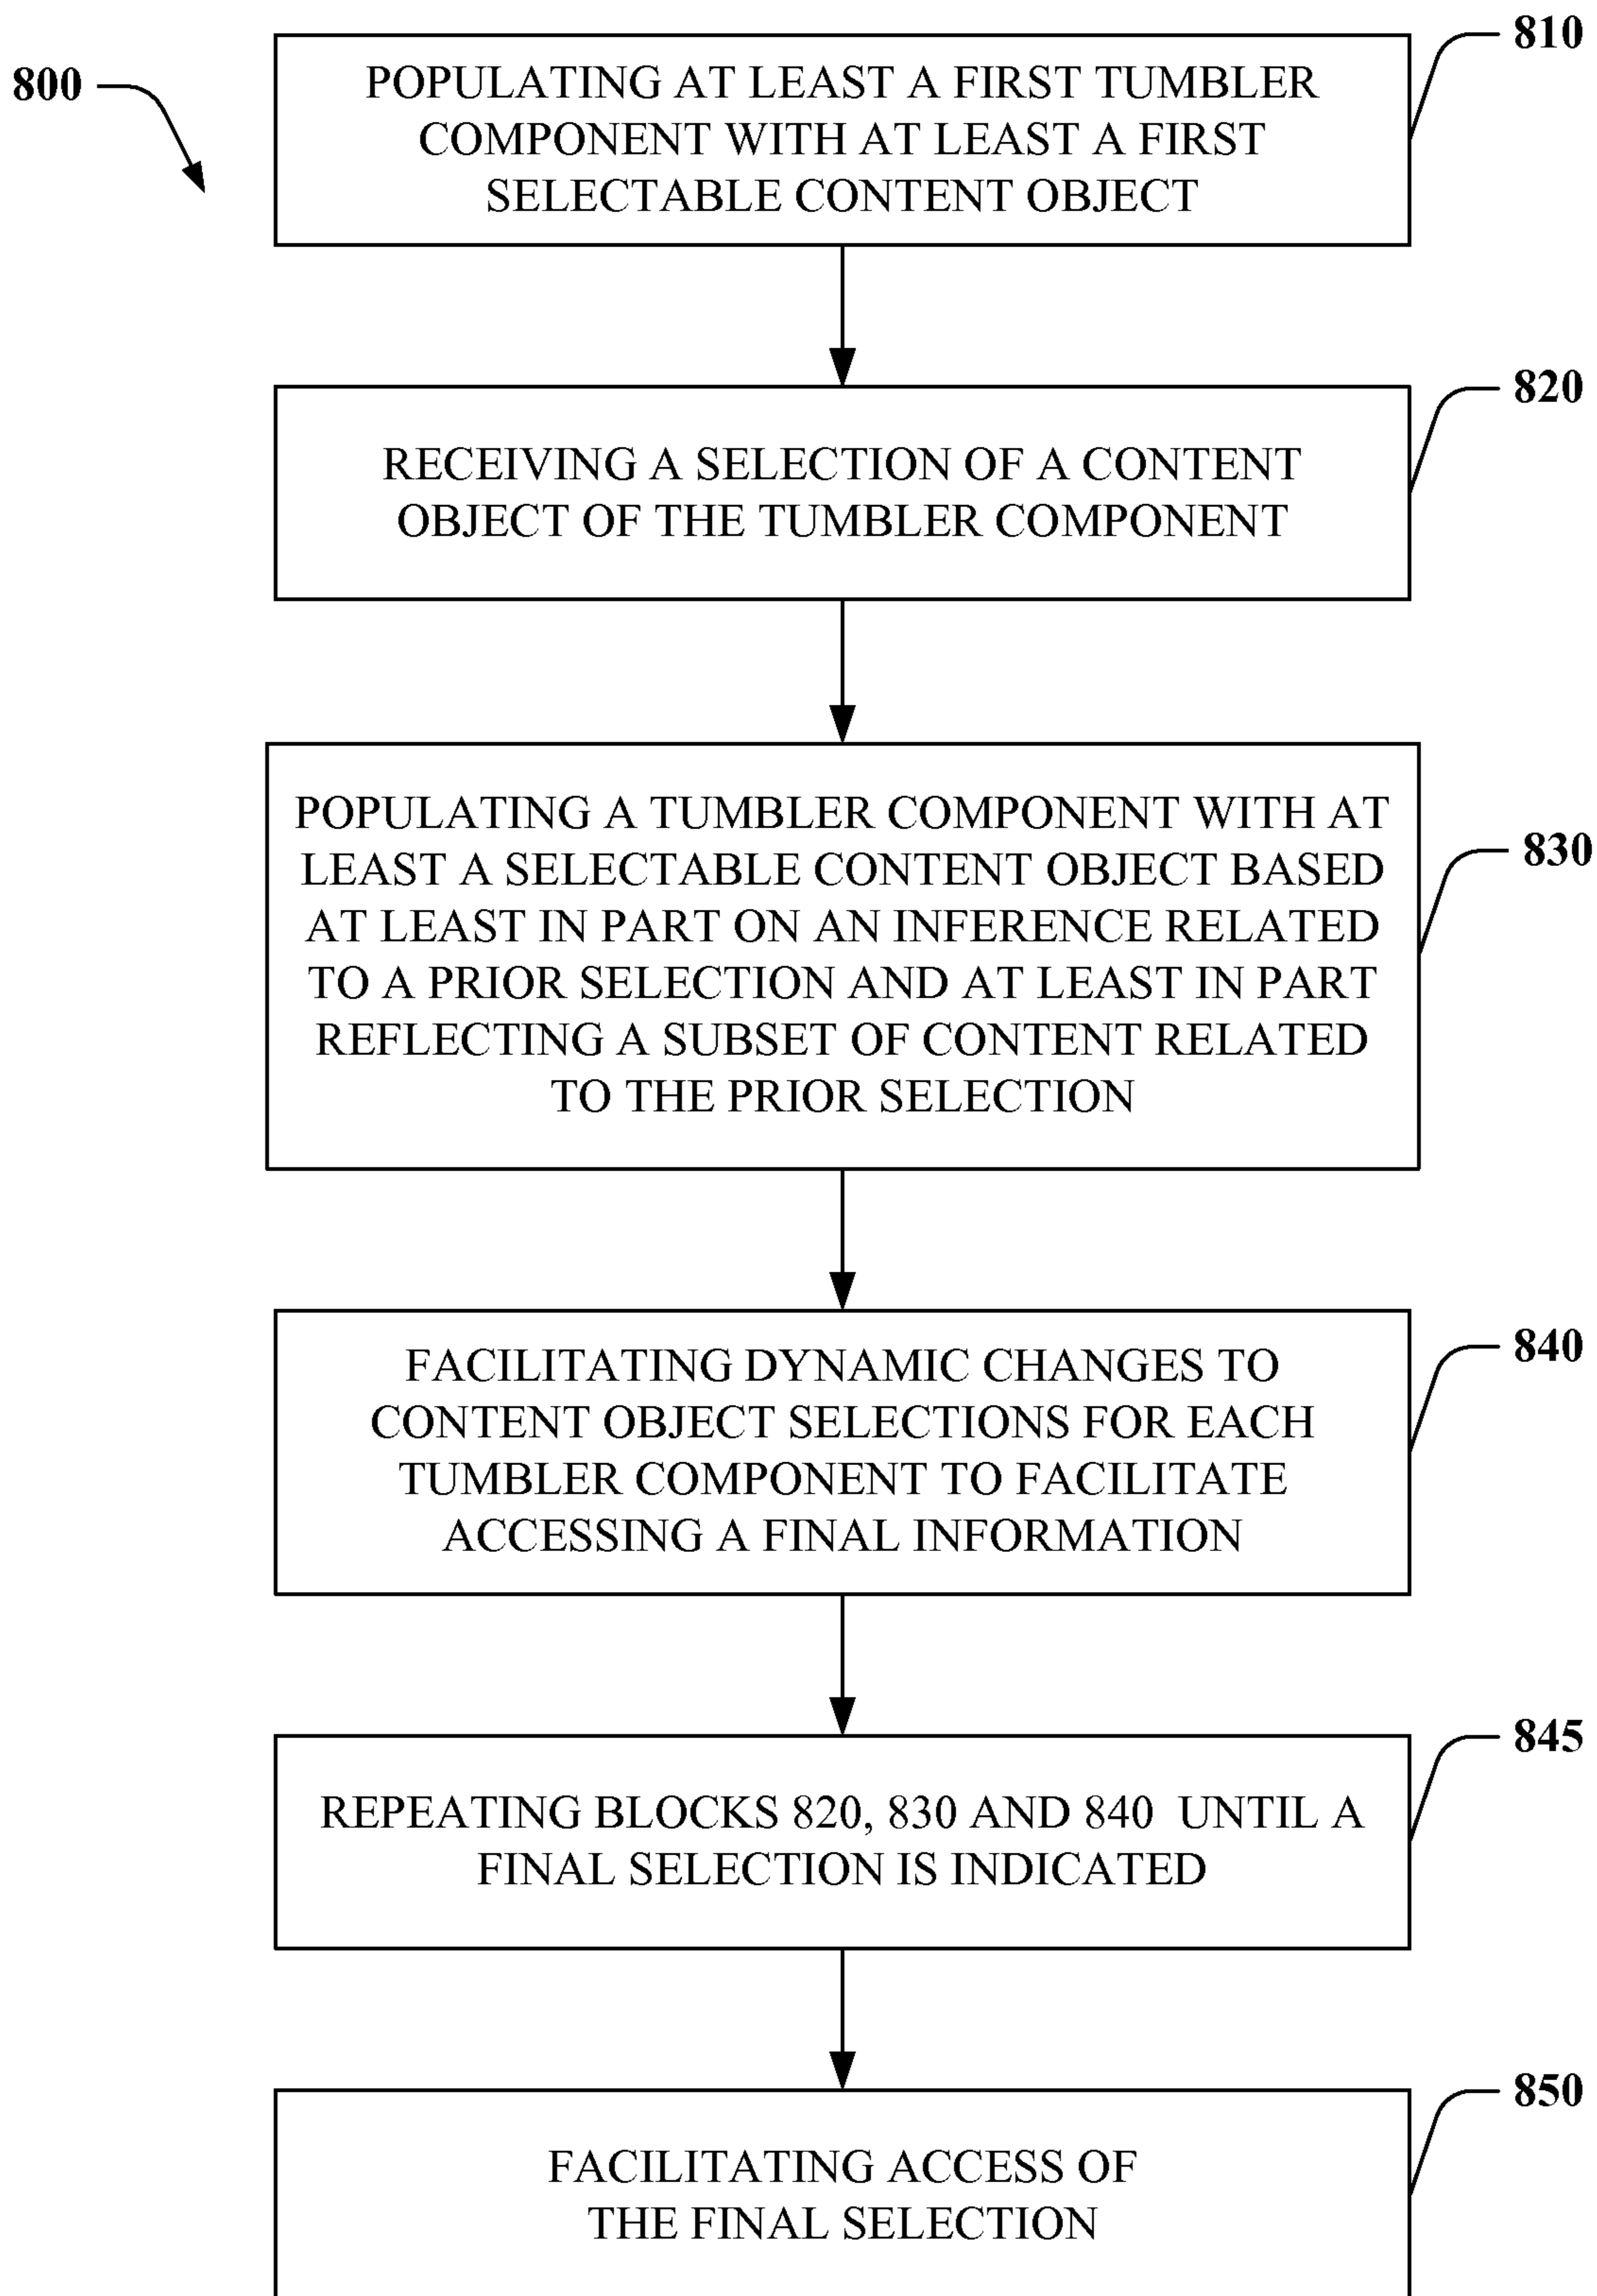 800
810
POPULATING AT LEAST A FIRST TUMBLER
COMPONENT WITH AT LEAST A FIRST
SELECTABLE CONTENT OBJECT
820
RECEIVING A SELECTION OF A CONTENT
OBJECT OF THE TUMBLER COMPONENT
830
POPULATING A TUMBLER COMPONENT WITH AT
LEAST A SELECTABLE CONTENT OBJECT BASED
AT LEAST IN PART ON AN INFERENCE RELATED
TO A PRIOR SELECTION AND AT LEAST IN PART
REFLECTING A SUBSET OF CONTENT RELATED
TO THE PRIOR SELECTION
840
FACILITATING DYNAMIC CHANGES TO
CONTENT OBJECT SELECTIONS FOR EACH
TUMBLER COMPONENT TO FACILITATE
ACCESSING A FINAL INFORMATION
845
REPEATING BLOCKS 820, 830 AND 840 UNTIL A
FINAL SELECTION IS INDICATED
850
FACILITATING ACCESS OF
THE FINAL SELECTION